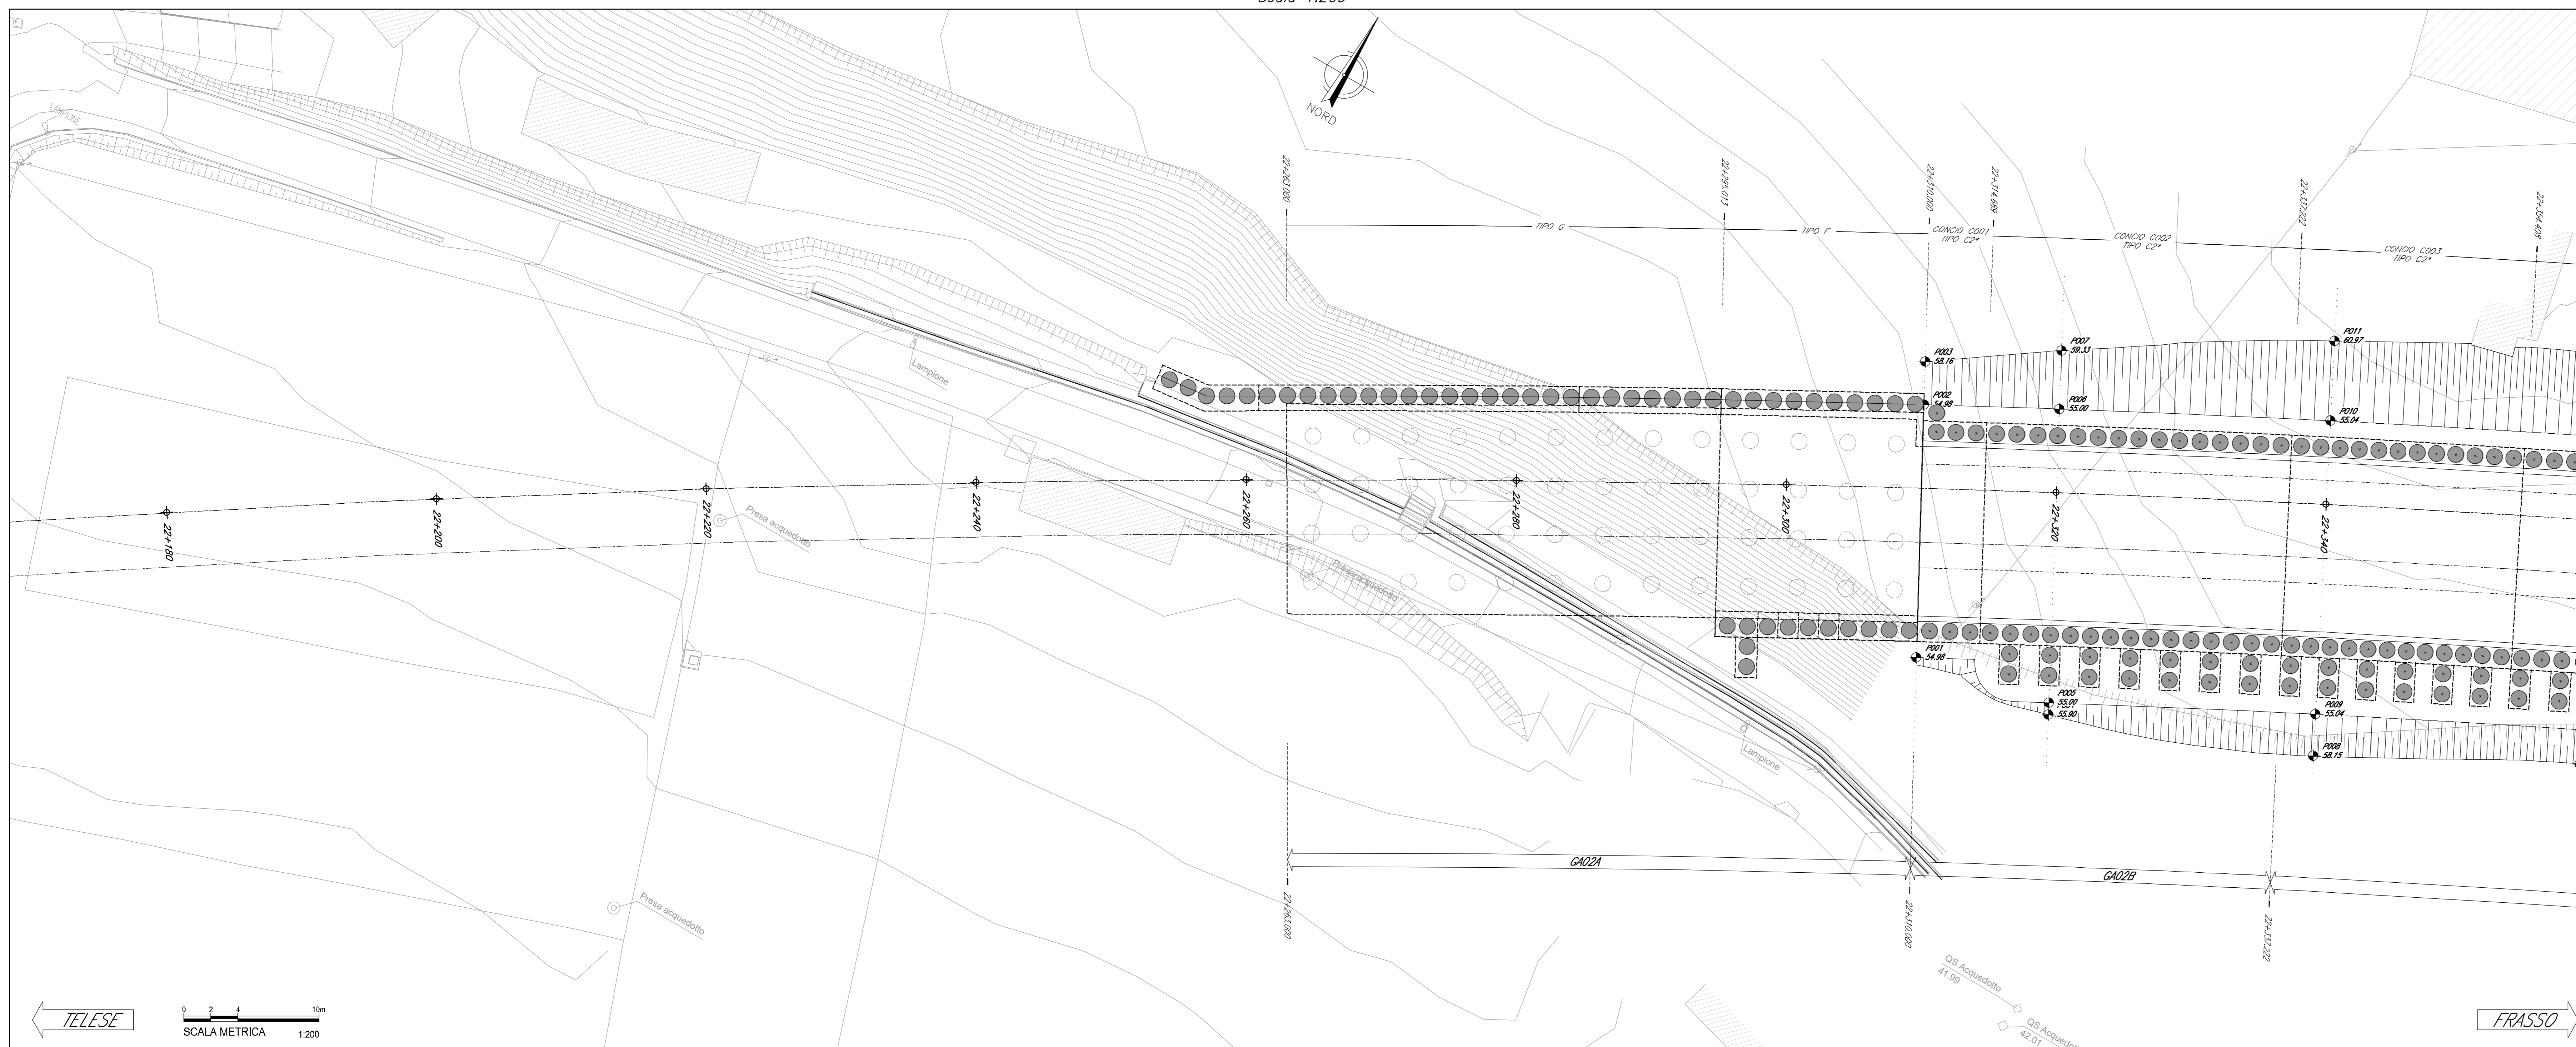 LAMPIONE
NORD
22+263.000
22+295.013
22+310.000
22+314.689
22+337.222
22+354.408
TIPO G
TIPO F
CONCIO C001
TIPO C2*
CONCIO C002
TIPO C2*
CONCIO C003
TIPO C2*
P003
58.16
P007
59.33
P011
60.97
P002
54.98
P006
55.00
P010
55.04
Lampione
22+180
22+200
22+220
22+240
22+260
22+280
22+300
22+320
22+340
Presa acquedotto
Presa acquedotto
P001
54.98
P005
55.00
55.90
P009
55.04
P008
58.15
Lampione
GA02A
GA02B
22+263.000
22+310.000
22+337.222
Presa acquedotto
QS Acquedotto
41.99
QS Acquedott
42.01
TELESE
0 2 4 10m
SCALA METRICA 1:200
FRASSO